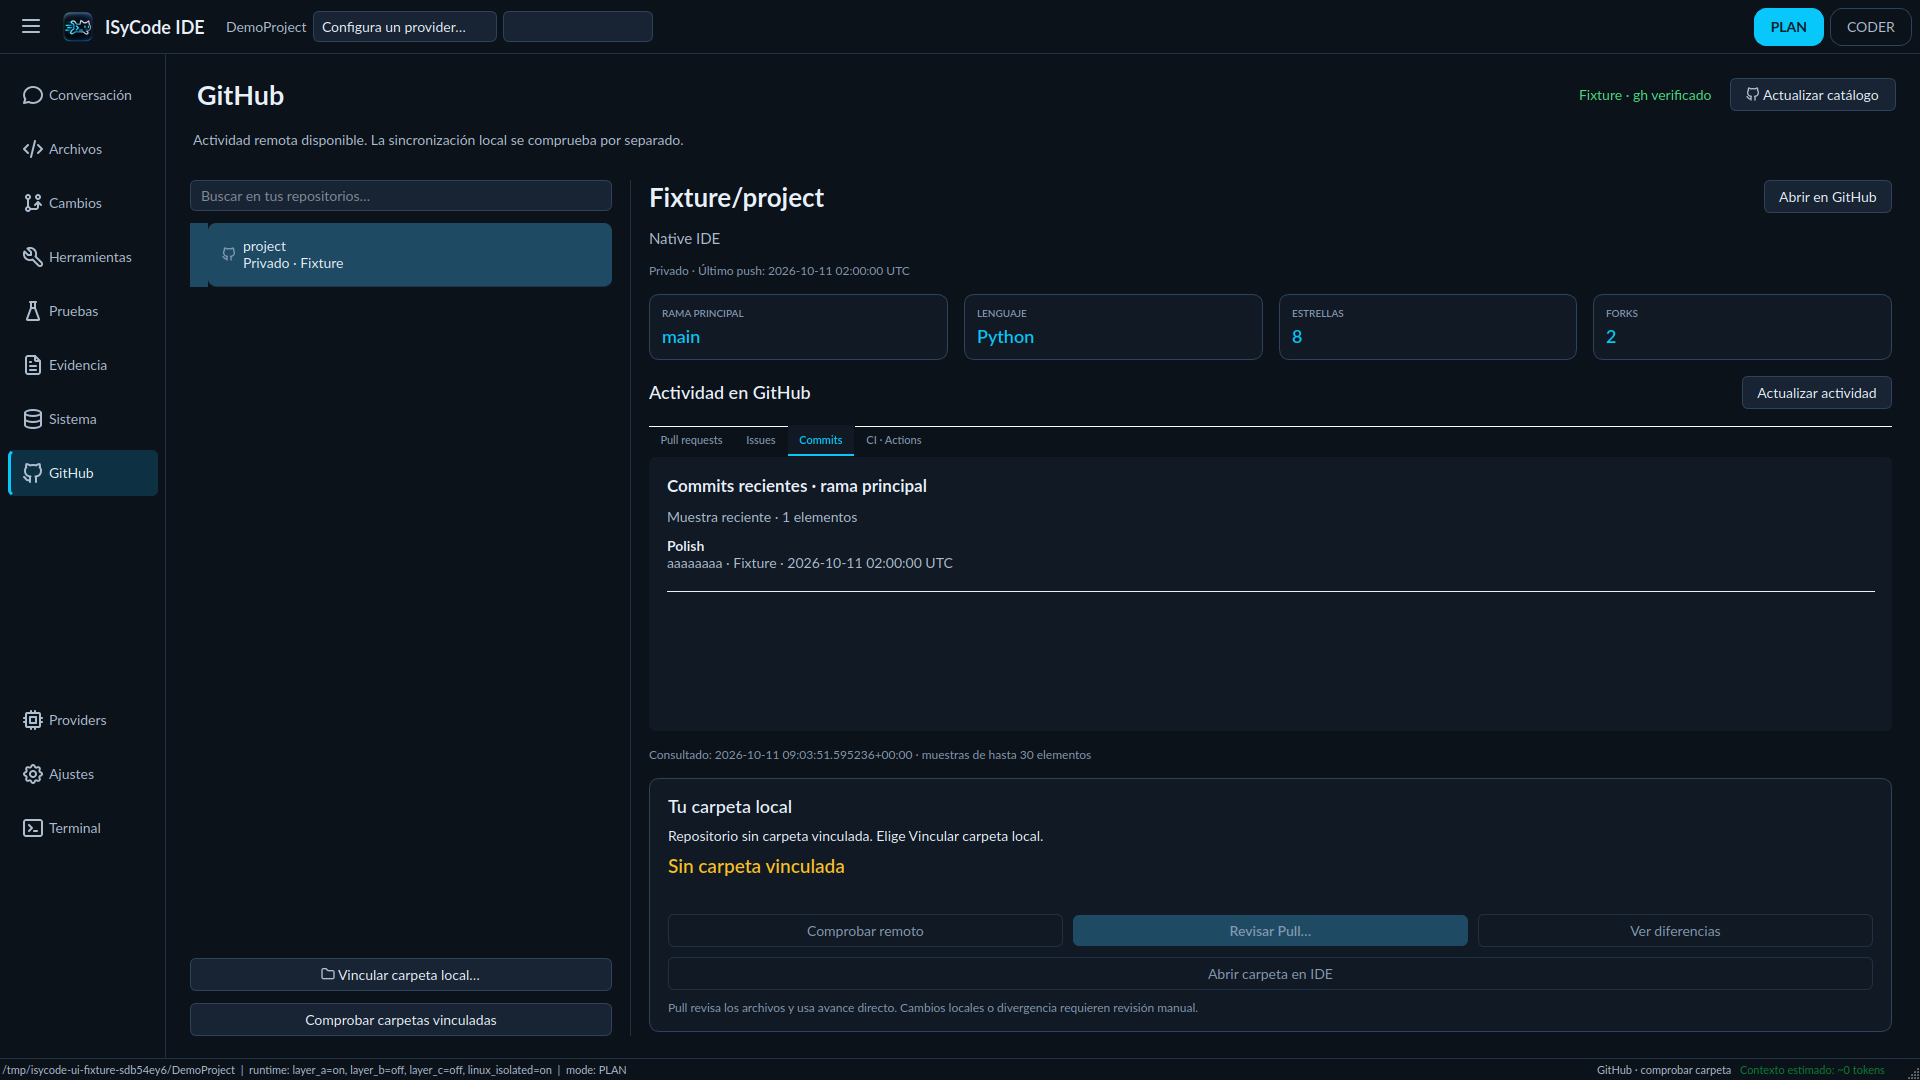 ISyCode IDE
DemoProject
Configura un provider...
PLAN
CODER
Conversación
Archivos
Cambios
Herramientas
Pruebas
Evidencia
Sistema
GitHub
Providers
Ajustes
Terminal
GitHub
Fixture · gh verificado
Actualizar catálogo
Actividad remota disponible. La sincronización local se comprueba por separado.
Buscar en tus repositorios...
project
Privado · Fixture
Vincular carpeta local...
Comprobar carpetas vinculadas
Fixture/project
Abrir en GitHub
Native IDE
Privado · Último push: 2026-10-11 02:00:00 UTC
RAMA PRINCIPAL
main
LENGUAJE
Python
ESTRELLAS
8
FORKS
2
Actividad en GitHub
Actualizar actividad
Pull requests
Issues
Commits
CI · Actions
Commits recientes · rama principal
Muestra reciente · 1 elementos
Polish
aaaaaaaa · Fixture · 2026-10-11 02:00:00 UTC
Consultado: 2026-10-11 09:03:51.595236+00:00 · muestras de hasta 30 elementos
Tu carpeta local
Repositorio sin carpeta vinculada. Elige Vincular carpeta local.
Sin carpeta vinculada
Comprobar remoto
Revisar Pull...
Ver diferencias
Abrir carpeta en IDE
Pull revisa los archivos y usa avance directo. Cambios locales o divergencia requieren revisión manual.
/tmp/isycode-ui-fixture-sdb54ey6/DemoProject | runtime: layer_a=on, layer_b=off, layer_c=off, linux_isolated=on | mode: PLAN
GitHub · comprobar carpeta
Contexto estimado: ~0 tokens